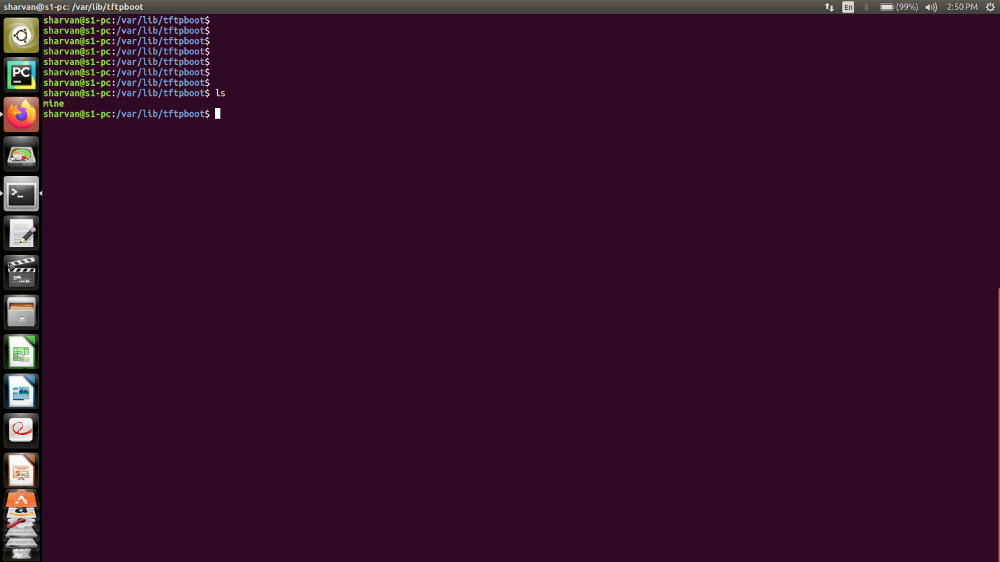 sharvan@s1-pc: /var/lib/tftpboot
En
(99%)
2:50 PM
sharvan@s1-pc:/var/lib/tftpboot$
sharvan@s1-pc:/var/lib/tftpboot$
sharvan@s1-pc:/var/lib/tftpboot$
sharvan@s1-pc:/var/lib/tftpboot$
sharvan@s1-pc:/var/lib/tftpboot$
sharvan@s1-pc:/var/lib/tftpboot$
sharvan@s1-pc:/var/lib/tftpboot$
sharvan@s1-pc:/var/lib/tftpboot$ ls
mine
sharvan@s1-pc:/var/lib/tftpboot$
PC
>_